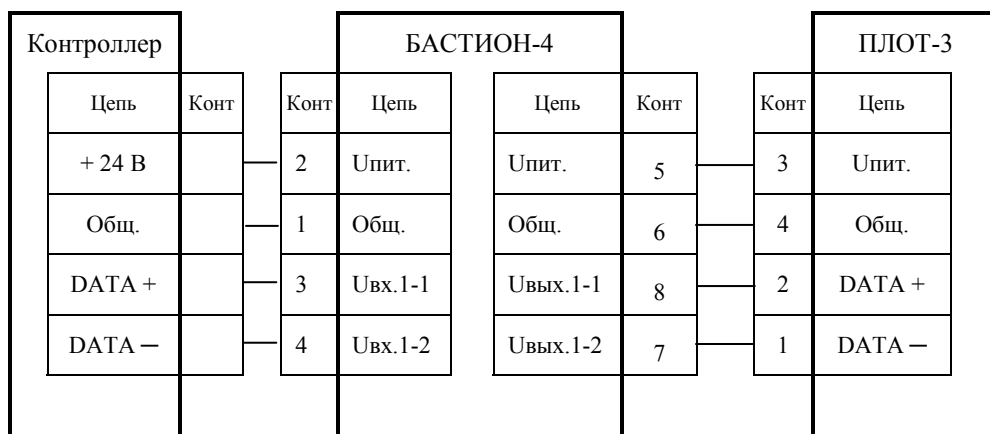 Контроллер БАСТИОН-4 ПЛОТ-3
Цепь Конт Конт Цепь Цепь Конт Конт Цепь
+ 24 В 2 Uпит. Uпит. 5 3 Uпит.
Общ. 1 Общ. Общ. 6 4 Общ.
DATA + 3 Uвх.1-1 Uвых.1-1 8 2 DATA +
DATA — 4 Uвх.1-2 Uвых.1-2 7 1 DATA —